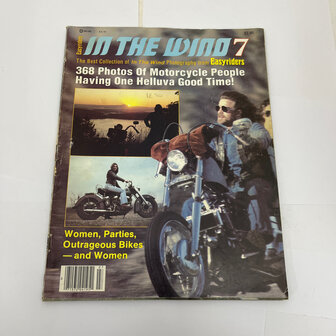 Easyriders
IN THE WIND 7
The Best Collection of In The Wind Photography from Easyriders
368 Photos Of Motorcycle People
Having One Helluva Good Time!
Women, Parties,
Outrageous Bikes
—and Women